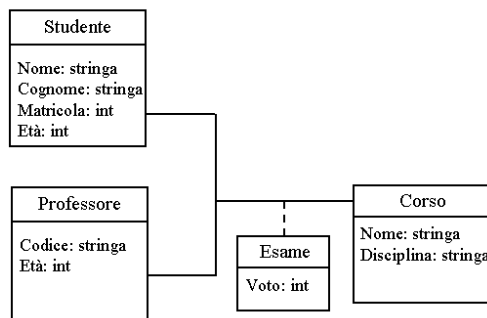 Studente
Nome: stringa
Cognome: stringa
Matricola: int
Età: int
Professore
Codice: stringa
Età: int
Esame
Voto: int
Corso
Nome: stringa
Disciplina: stringa